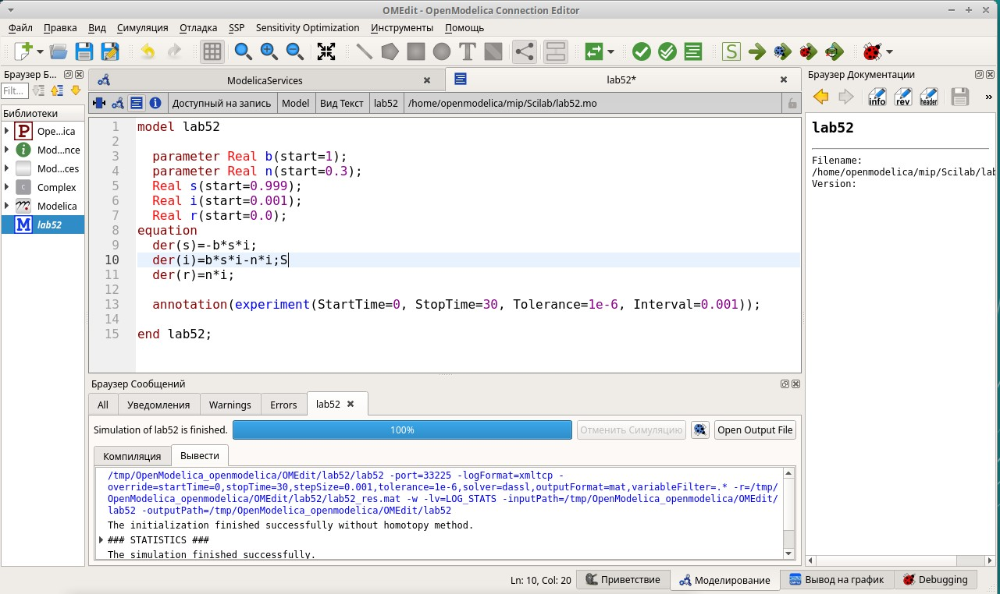 OMEdit - OpenModelica Connection Editor
Файл Правка Вид Симуляция Отладка SSP Sensitivity Optimization Инструменты Помощь
S
Браузер Б...
Filt...
Библиотеки
P Ope...ica
i Mod...nce
Mod...ces
C Complex
Modelica
M lab52
ModelicaServices
lab52*
i Доступный на запись Model Вид Текст lab52 /home/openmodelica/mip/Scilab/lab52.mo
1 model lab52
2
3 parameter Real b(start=1);
4 parameter Real n(start=0.3);
5 Real s(start=0.999);
6 Real i(start=0.001);
7 Real r(start=0.0);
8 equation
9 der(s)=-b*s*i;
10 der(i)=b*s*i-n*i;S
11 der(r)=n*i;
12
13 annotation(experiment(StartTime=0, StopTime=30, Tolerance=1e-6, Interval=0.001));
14
15 end lab52;
Браузер Сообщений
All Уведомления Warnings Errors lab52
Simulation of lab52 is finished. 100% Отменить Симуляцию Open Output File
Компиляция Вывести
/tmp/OpenModelica_openmodelica/OMEdit/lab52/lab52 -port=33225 -logFormat=xmltcp -
override=startTime=0,stopTime=30,stepSize=0.001,tolerance=1e-6,solver=dassl,outputFormat=mat,variableFilter=.* -r=/tmp/
OpenModelica_openmodelica/OMEdit/lab52/lab52_res.mat -w -lv=LOG_STATS -inputPath=/tmp/OpenModelica_openmodelica/OMEdit/
lab52 -outputPath=/tmp/OpenModelica_openmodelica/OMEdit/lab52
The initialization finished successfully without homotopy method.
### STATISTICS ###
The simulation finished successfully.
Браузер Документации
info rev header »
lab52
Filename:
/home/openmodelica/mip/Scilab/lab
Version:
Ln: 10, Col: 20 Приветствие Моделирование Вывод на график Debugging